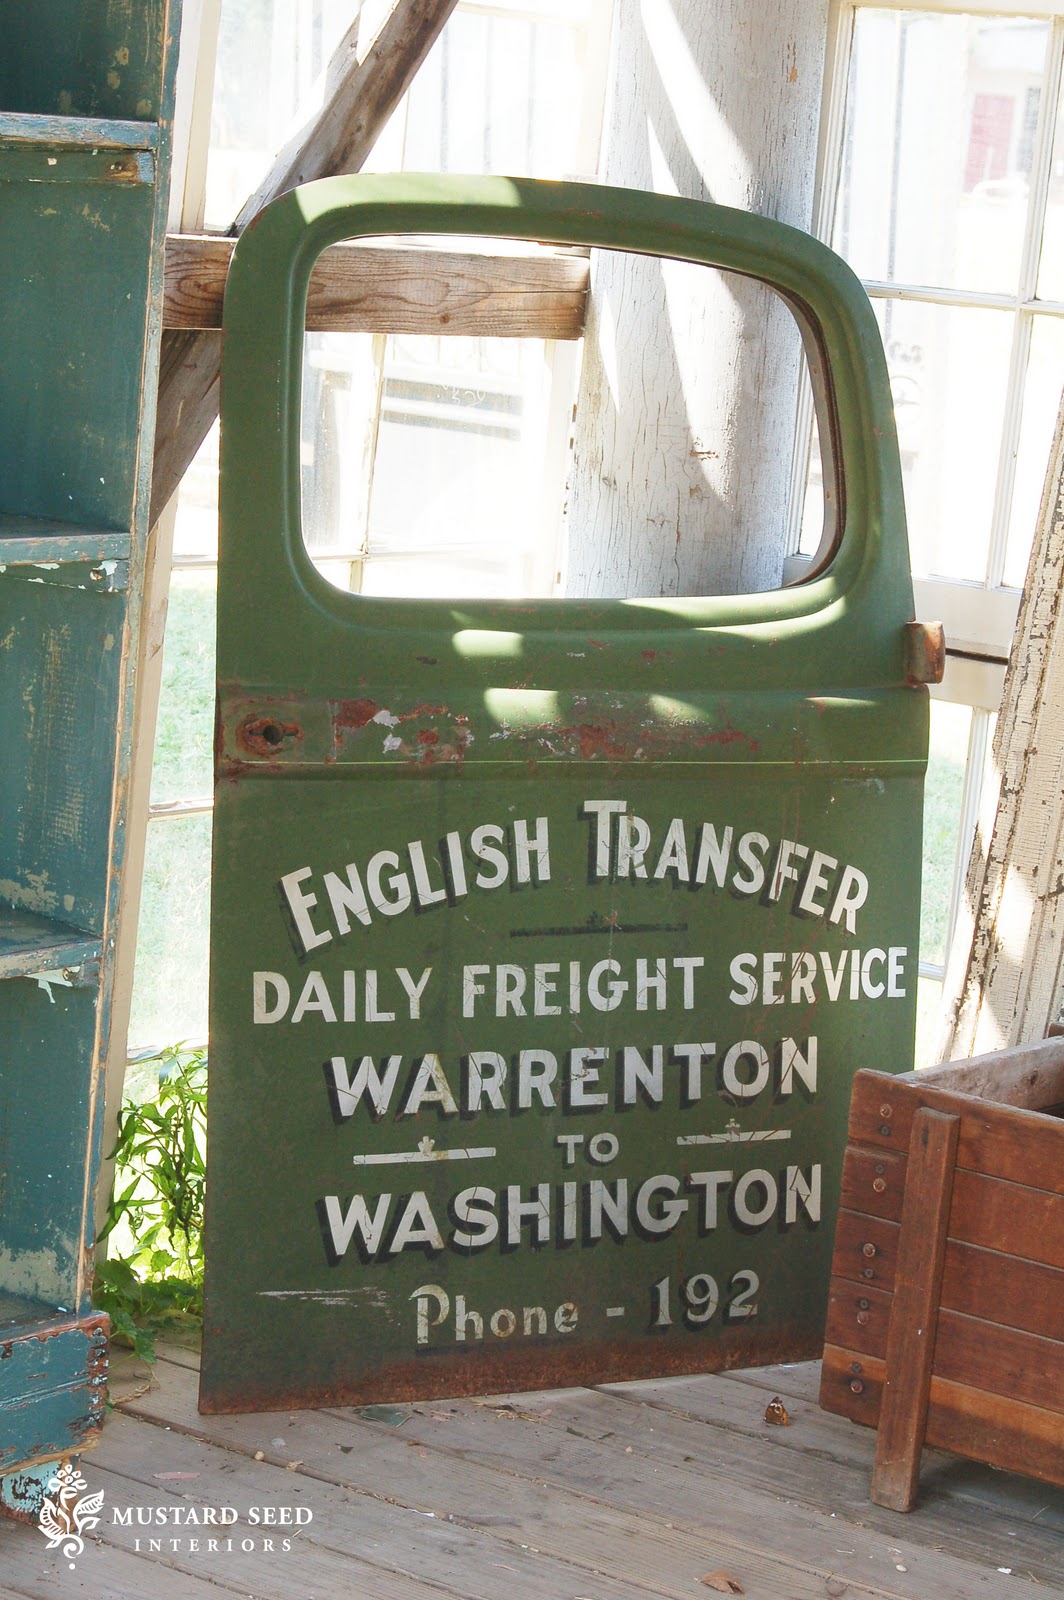 ENGLISH TRANSFER
DAILY FREIGHT SERVICE
WARRENTON
TO
WASHINGTON
Phone - 192
MUSTARD SEED
INTERIORS